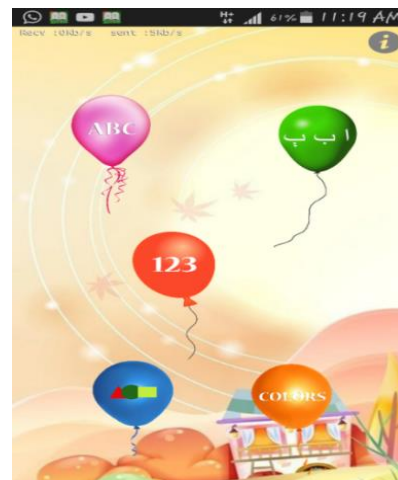 H+ 61% 11:19 AM
Recv :0Kb/s sent :5Kb/s
i
ABC
ا ب پ
123
COLORS